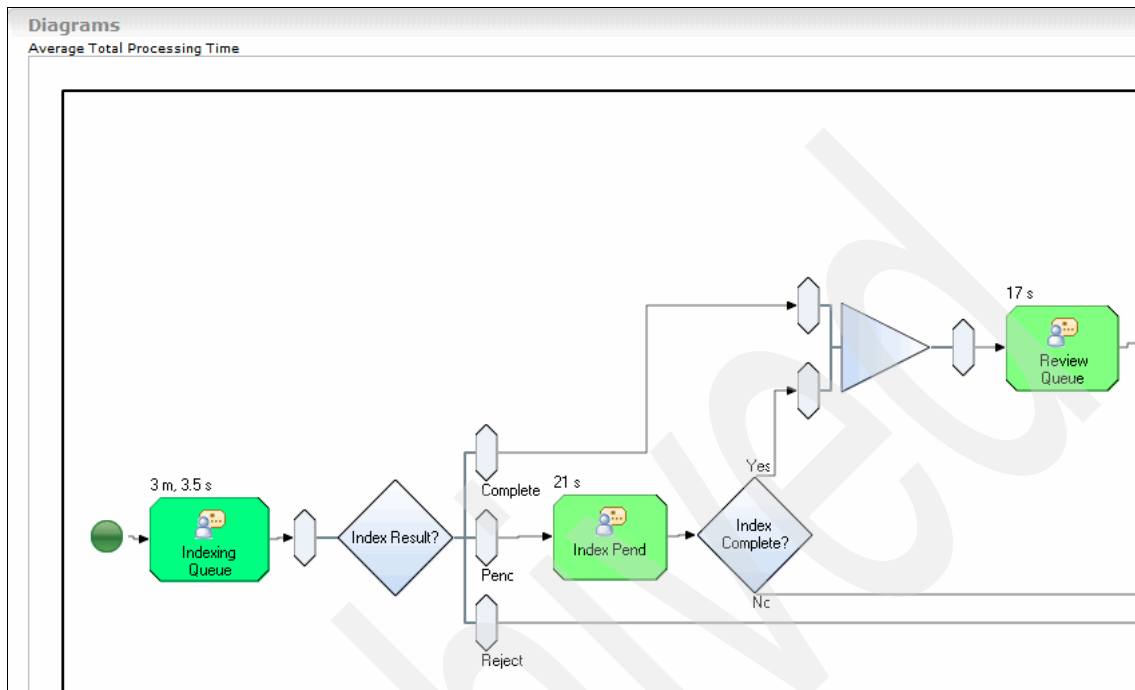 Diagrams
Average Total Processing Time
17 s
Review
Queue
Yes
Complete
21 s
3 m, 3.5 s
Index Result?
Index
Complete?
Indexing
Queue
Index Pend
Penc
Nc
Reject